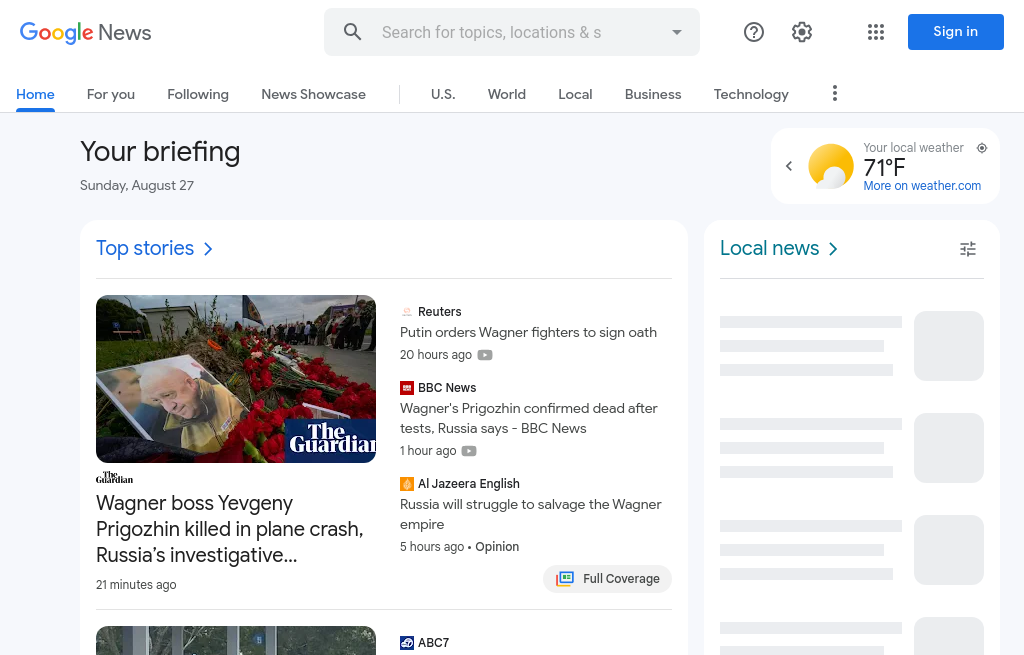 Google News
Search for topics, locations & s
Sign in
Home
For you
Following
News Showcase
U.S.
World
Local
Business
Technology
Your briefing
Sunday, August 27
Your local weather
71°F
More on weather.com
Top stories
The
Guardian
The
Guardian
Wagner boss Yevgeny
Prigozhin killed in plane crash,
Russia’s investigative...
21 minutes ago
Reuters
Putin orders Wagner fighters to sign oath
20 hours ago
BBC News
Wagner's Prigozhin confirmed dead after
tests, Russia says - BBC News
1 hour ago
Al Jazeera English
Russia will struggle to salvage the Wagner
empire
5 hours ago • Opinion
Full Coverage
ABC7
Local news